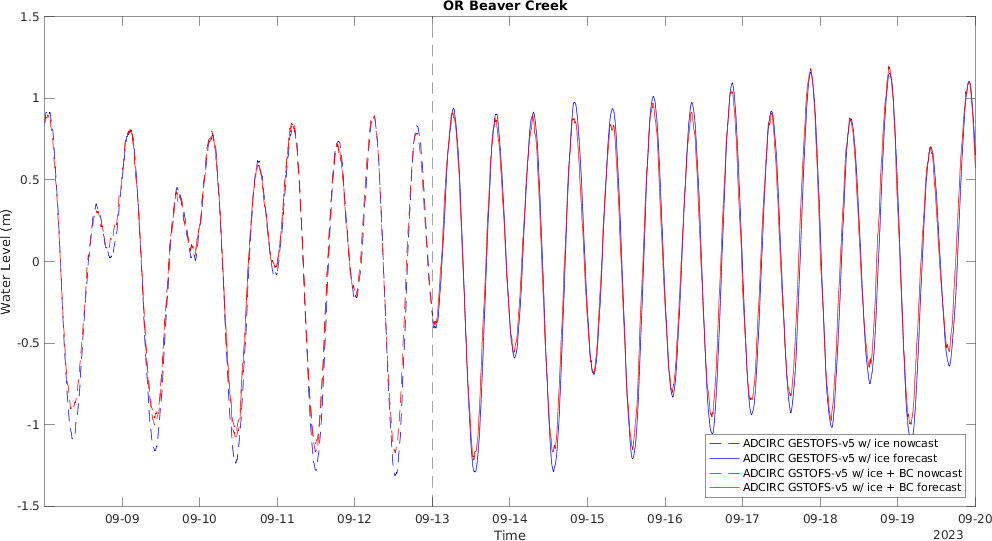 OR Beaver Creek
1.5
1
0.5
0
-0.5
-1
-1.5
Water Level (m)
09-09 09-10 09-11 09-12 09-13 09-14 09-15 09-16 09-17 09-18 09-19 09-20
Time
2023
ADCIRC GESTOFS-v5 w/ ice nowcast
ADCIRC GESTOFS-v5 w/ ice forecast
ADCIRC GSTOFS-v5 w/ ice + BC nowcast
ADCIRC GSTOFS-v5 w/ ice + BC forecast